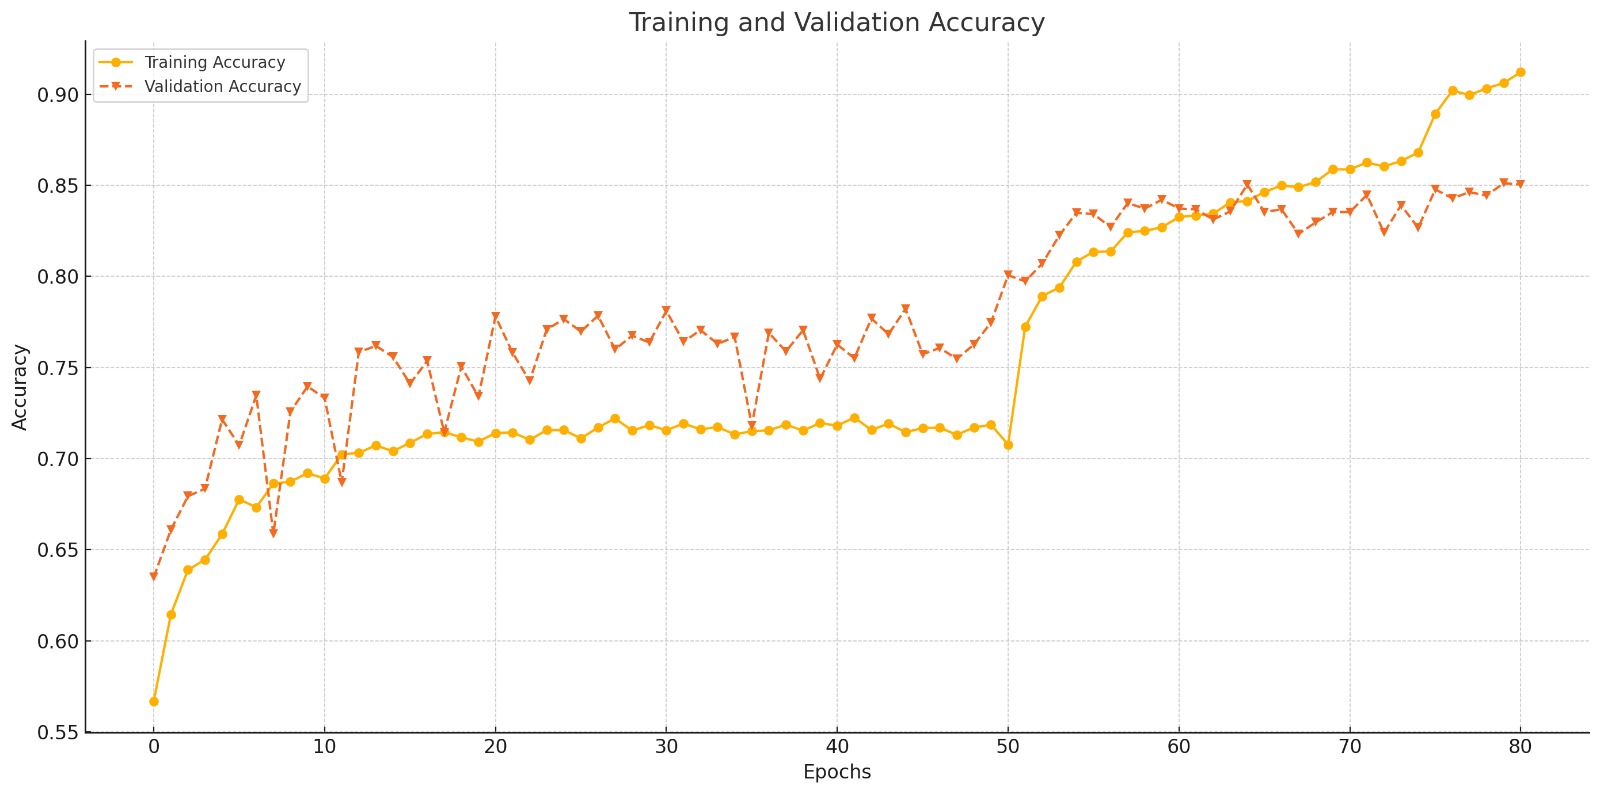 Training and Validation Accuracy
Training Accuracy
Validation Accuracy
0.90
0.85
0.80
0.75
0.70
0.65
0.60
0.55
Accuracy
0 10 20 30 40 50 60 70 80
Epochs